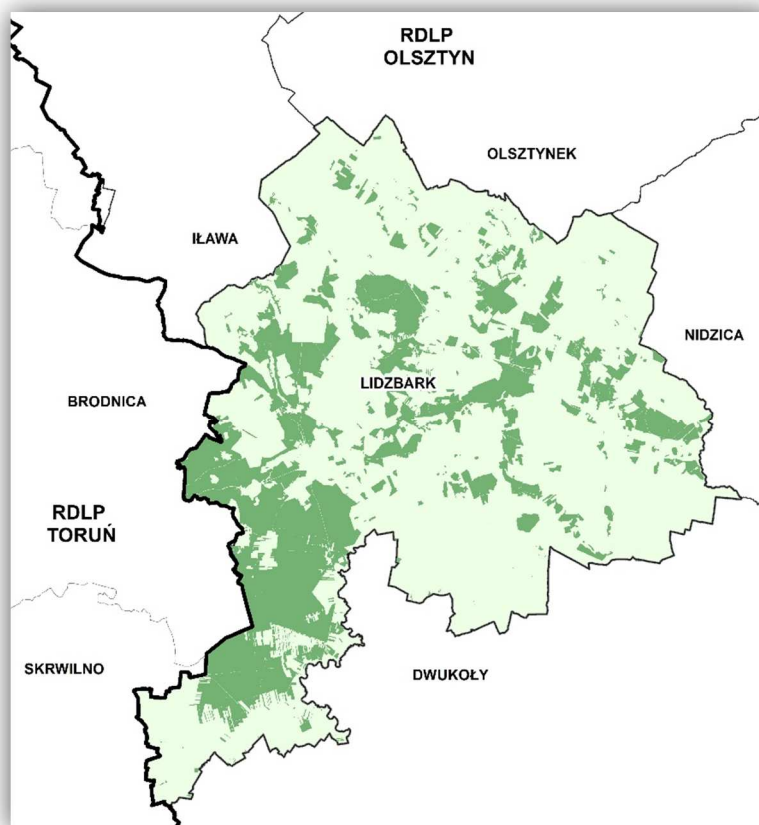 RDLP
OLSZTYN
OLSZTYNEK
IŁAWA
NIDZICA
LIDZBARK
BRODNICA
RDLP
TORUŃ
SKRWILNO
DWUKOŁY